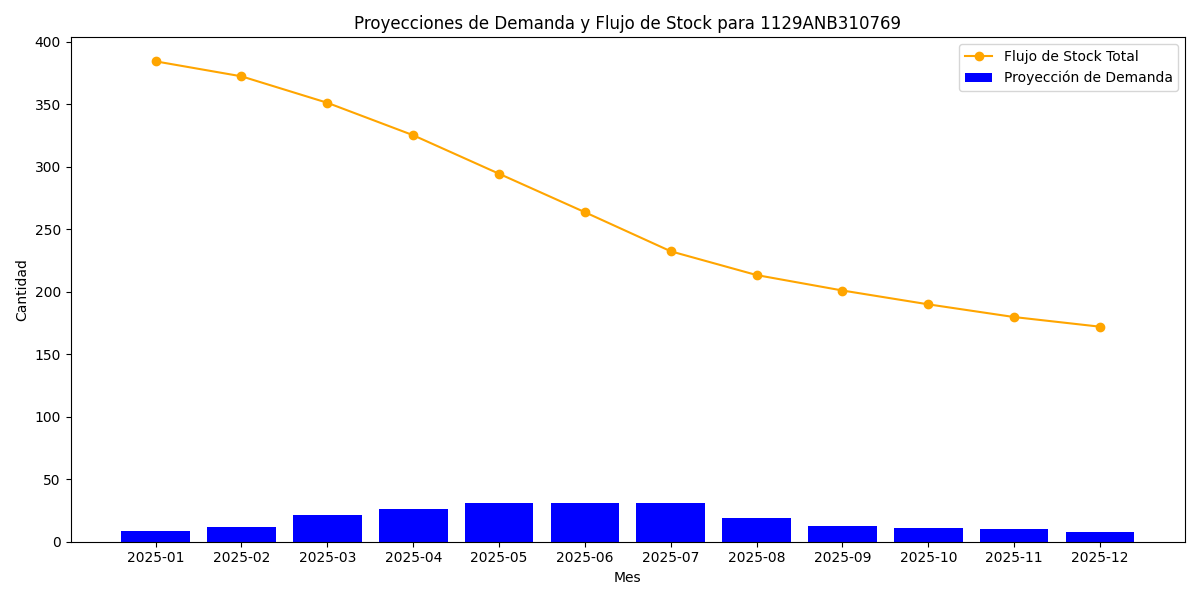 Proyecciones de Demanda y Flujo de Stock para 1129ANB310769
Flujo de Stock Total
Proyección de Demanda
Cantidad
400
350
300
250
200
150
100
50
0
2025-01 2025-02 2025-03 2025-04 2025-05 2025-06 2025-07 2025-08 2025-09 2025-10 2025-11 2025-12
Mes